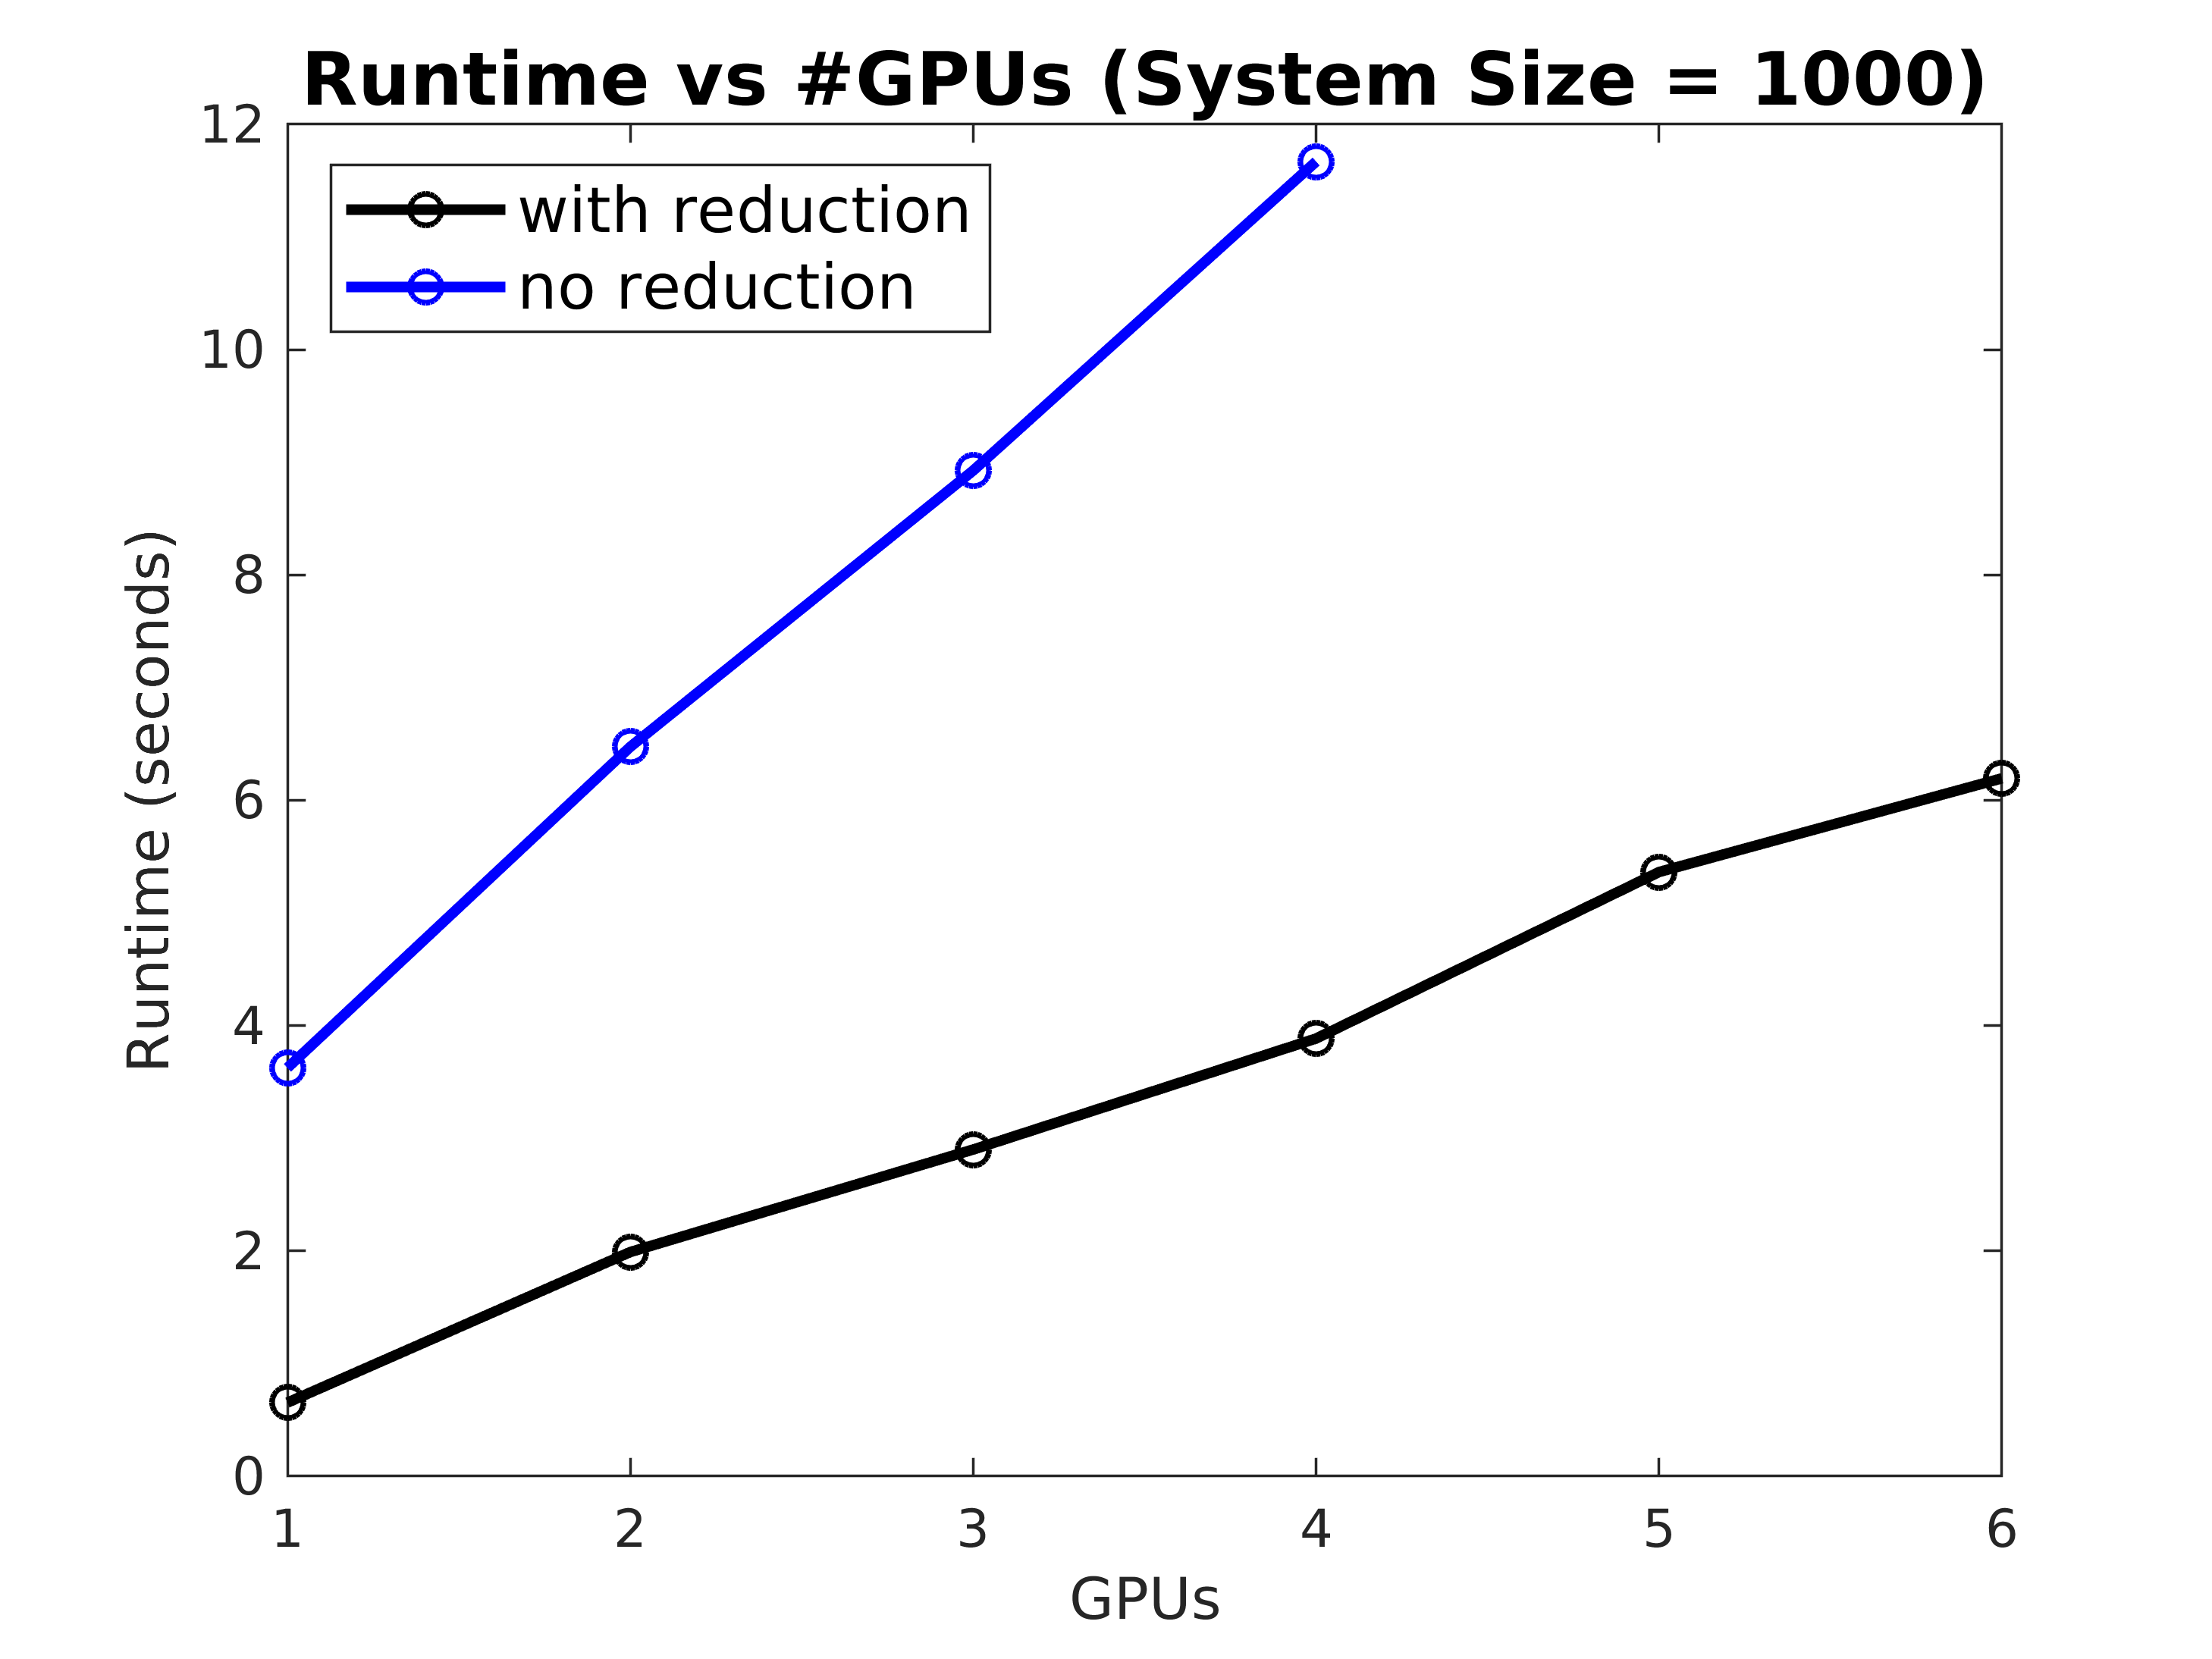 Runtime vs #GPUs (System Size = 1000)
12
with reduction
no reduction
10
8
6
4
2
0
Runtime (seconds)
1 2 3 4 5 6
GPUs